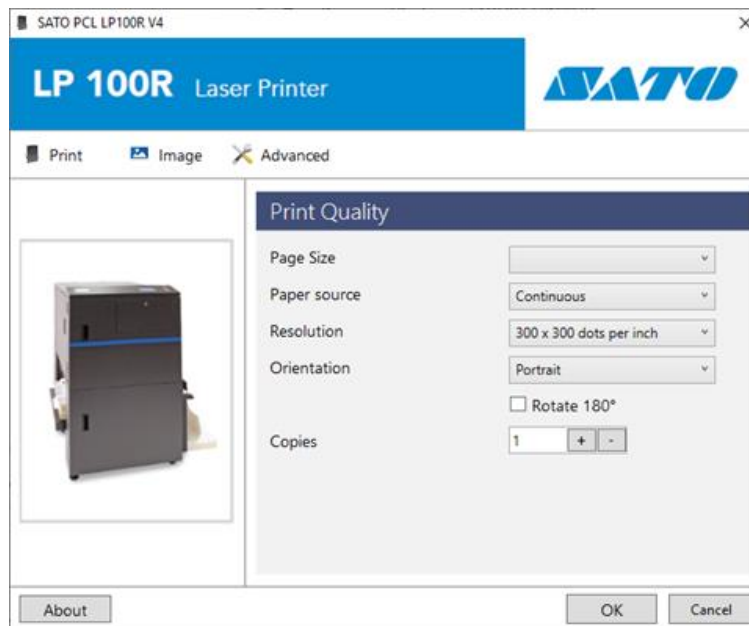 SATO PCL LP100R V4
LP 100R Laser Printer
SATO
Print Image Advanced
Print Quality
Page Size
Paper source Continuous
Resolution 300 x 300 dots per inch
Orientation Portrait
Rotate 180°
Copies 1 + -
About OK Cancel